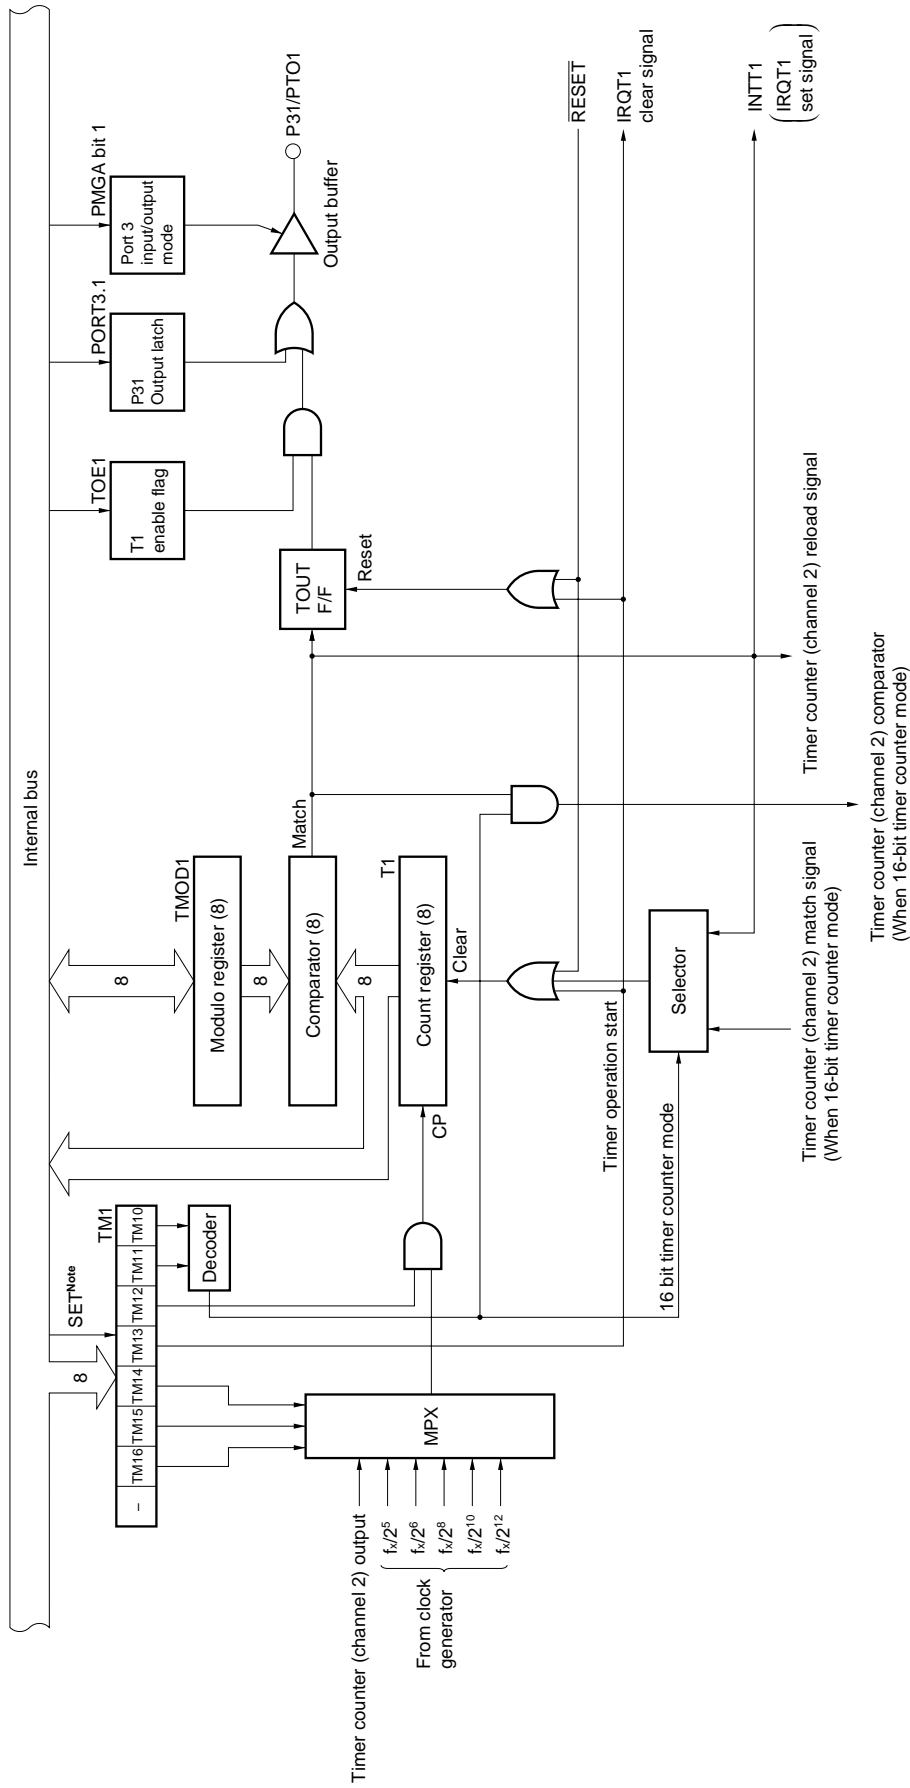 Internal bus
8
SET^Note
TM1
– TM16 TM15 TM14 TM13 TM12 TM11 TM10
Decoder
8
TMOD1
Modulo register (8)
8
Comparator (8)
Match
8
T1
Count register (8)
CP
Clear
TOE1
T1
enable flag
PORT3.1
P31
Output latch
PMGA bit 1
Port 3
input/output
mode
TOUT
F/F
Reset
P31/PTO1
Output buffer
Timer counter (channel 2) output
fx/2^5
fx/2^6
fx/2^8
fx/2^10
fx/2^12
From clock
generator
MPX
Timer operation start
16 bit timer counter mode
Selector
RESET
IRQT1
clear signal
INTT1
(IRQT1
set signal)
Timer counter (channel 2) match signal
(When 16-bit timer counter mode)
Timer counter (channel 2) reload signal
Timer counter (channel 2) comparator
(When 16-bit timer counter mode)